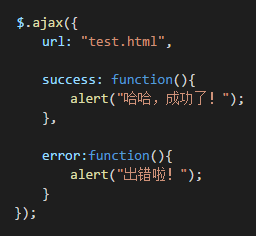 $.ajax({
url: "test.html",
success: function(){
alert("哈哈，成功了！");
},
error:function(){
alert("出错啦！");
}
});